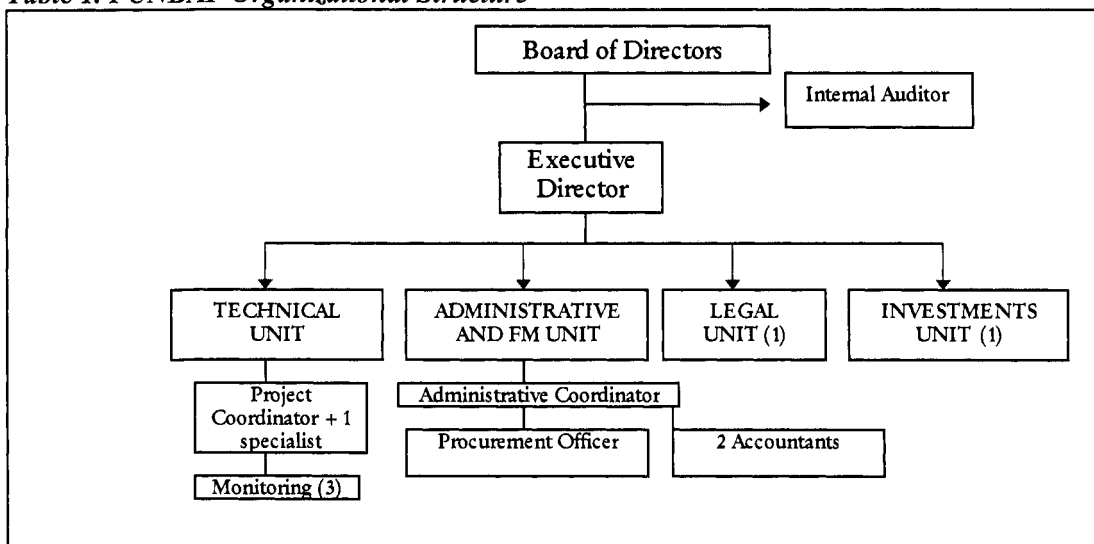 Table 1: Organizational Structure
Board of Directors
Internal Auditor
Executive
Director
TECHNICAL
UNIT
ADMINISTRATIVE
AND FM UNIT
LEGAL
UNIT (1)
INVESTMENTS
UNIT (1)
Project
Coordinator + 1
specialist
Monitoring (3)
Administrative Coordinator
Procurement Officer
2 Accountants